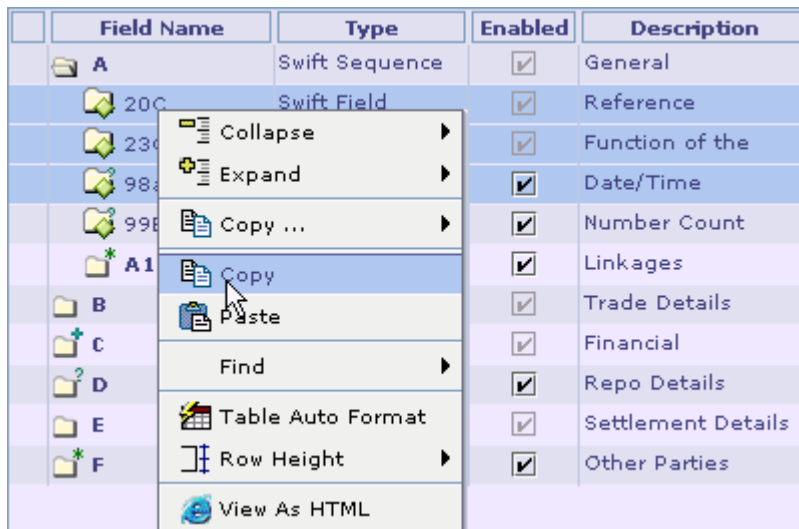 Field Name Type Enabled Description
A Swift Sequence General
20C Swift Field Reference
Function of the
Date/Time
Number Count
A1 Linkages
B Trade Details
C Financial
D Repo Details
E Settlement Details
F Other Parties
Collapse
Expand
Copy ...
Copy
Paste
Find
Table Auto Format
Row Height
View As HTML